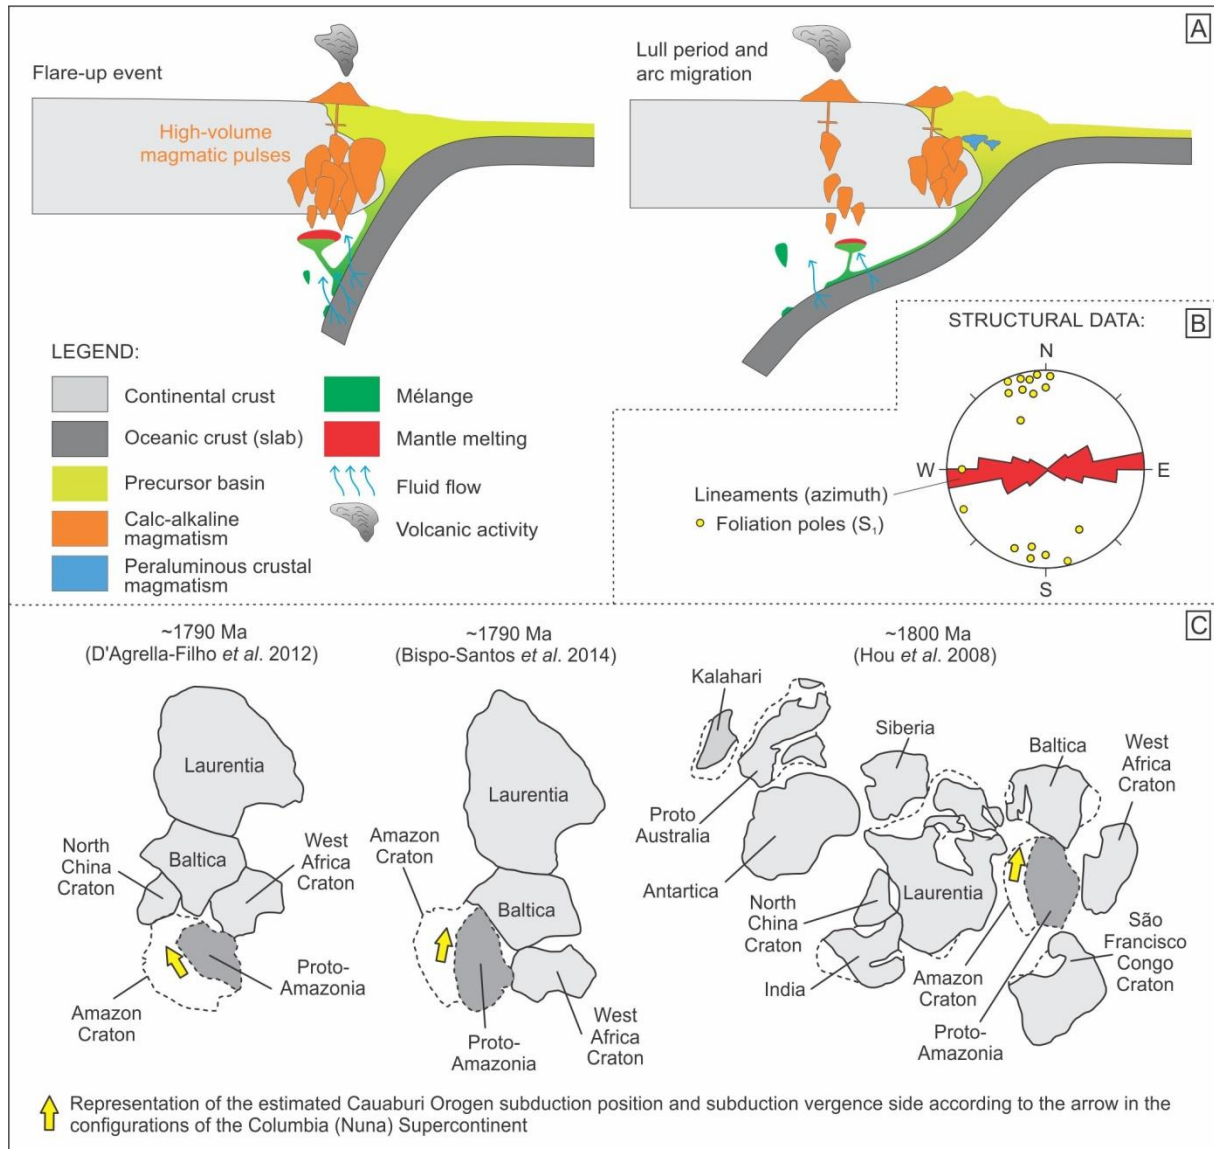 A
Flare-up event
High-volume
magmatic pulses
Lull period and
arc migration
LEGEND:
Continental crust
Oceanic crust (slab)
Precursor basin
Calc-alkaline
magmatism
Peraluminous crustal
magmatism
Mélange
Mantle melting
Fluid flow
Volcanic activity
B
STRUCTURAL DATA:
N
W
E
S
Lineaments (azimuth)
Foliation poles (S₁)
C
~1790 Ma
(D'Agrella-Filho et al. 2012)
Laurentia
North
China
Craton
Baltica
West
Africa
Craton
Proto-
Amazonia
Amazon
Craton
~1790 Ma
(Bispo-Santos et al. 2014)
Laurentia
Amazon
Craton
Baltica
Proto-
Amazonia
West
Africa
Craton
~1800 Ma
(Hou et al. 2008)
Kalahari
Siberia
Baltica
West
Africa
Craton
Proto
Australia
Antartica
Laurentia
North
China
Craton
India
Amazon
Craton
Proto-
Amazonia
São
Francisco
Congo
Craton
Representation of the estimated Cauaburi Orogen subduction position and subduction vergence side according to the arrow in the
configurations of the Columbia (Nuna) Supercontinent